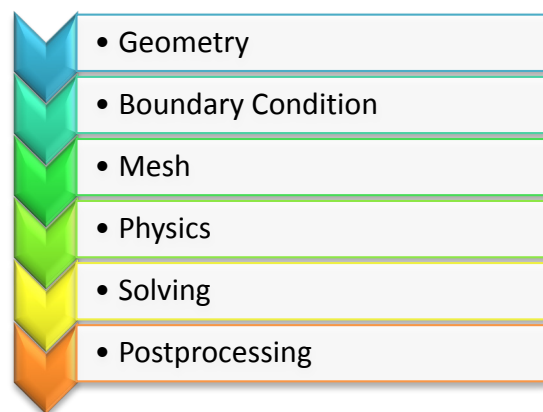 • Geometry
• Boundary Condition
• Mesh
• Physics
• Solving
• Postprocessing